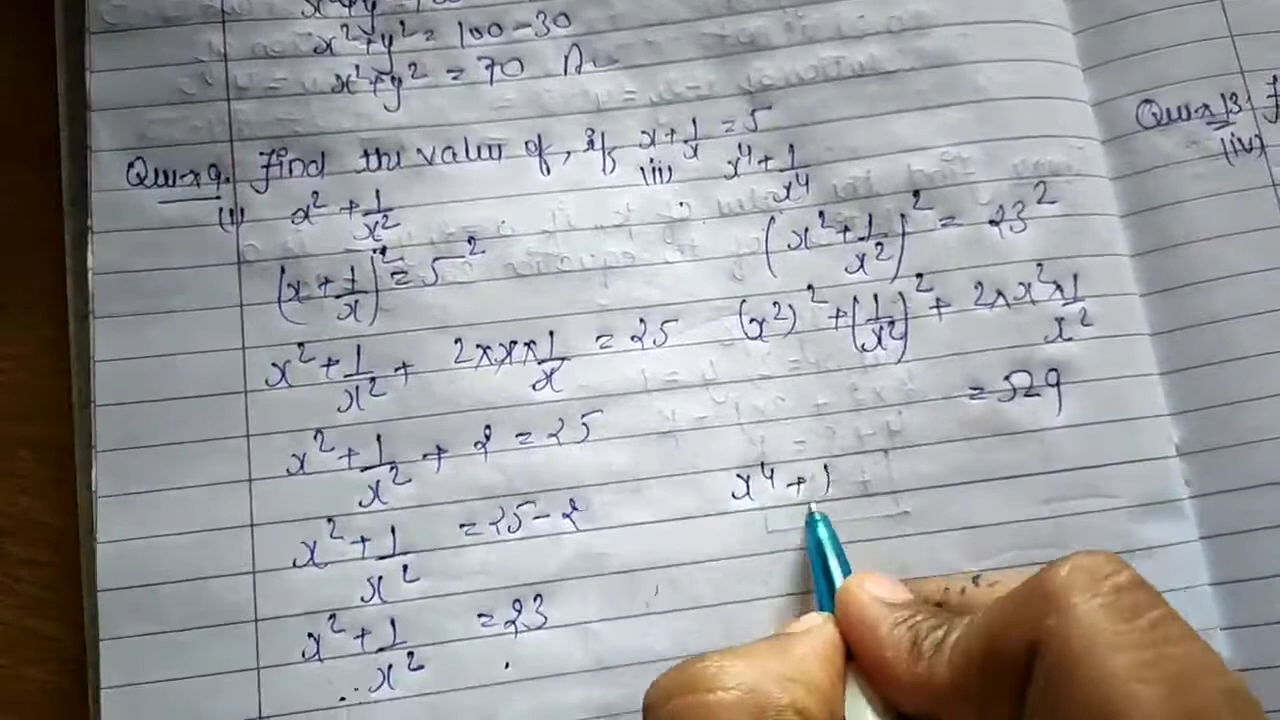 x² + y² = 100 - 30
x² + y² = 70 Ans
Ques 9. Find the value of, if, x + 1/x = 5
(i) x² + 1/x²
(x + 1/x)² = 5²
x² + 1/x² + 2 × x × 1/x = 25
x² + 1/x² + 2 = 25
x² + 1/x² = 25 - 2
x² + 1/x² = 23
(ii) x⁴ + 1/x⁴
(x² + 1/x²)² = 23²
(x²)² + (1/x²)² + 2 × x² × 1/x²
= 529
x⁴ + 1
Ques 13.
(iv)